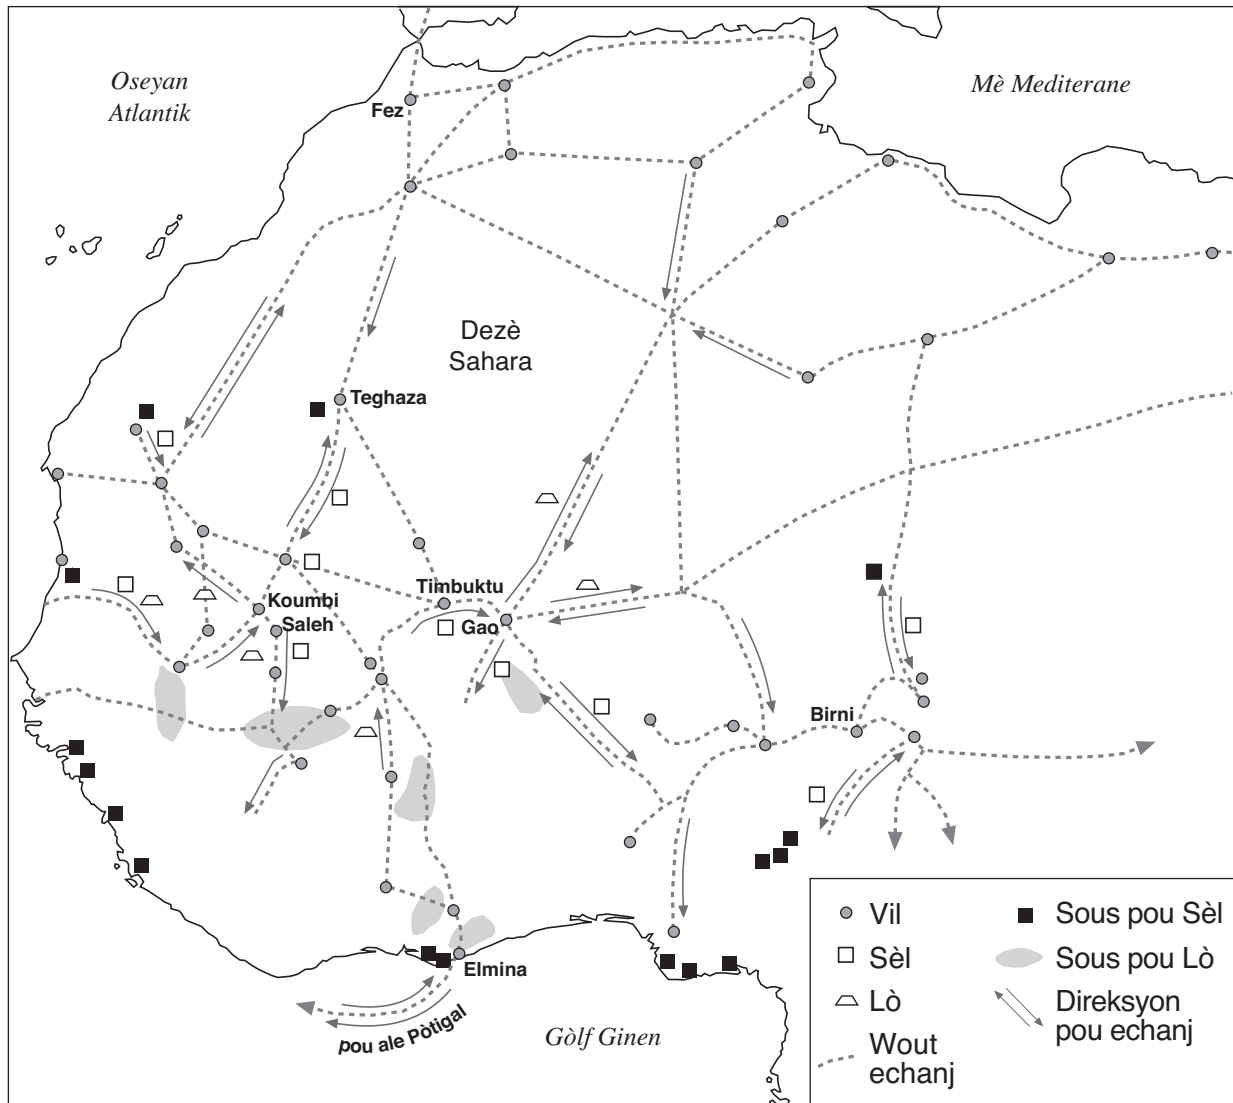 Oseyan
Atlantik
Mè Mediterane
Fez
Dezè
Sahara
Teghaza
Timbuktu
Koumbi
Saleh
Gao
Birni
Elmina
pou ale Pòtigal
Gòlf Ginen
Vil
Sèl
Lò
Wout
echanj
Sous pou Sèl
Sous pou Lò
Direksyon
pou echanj